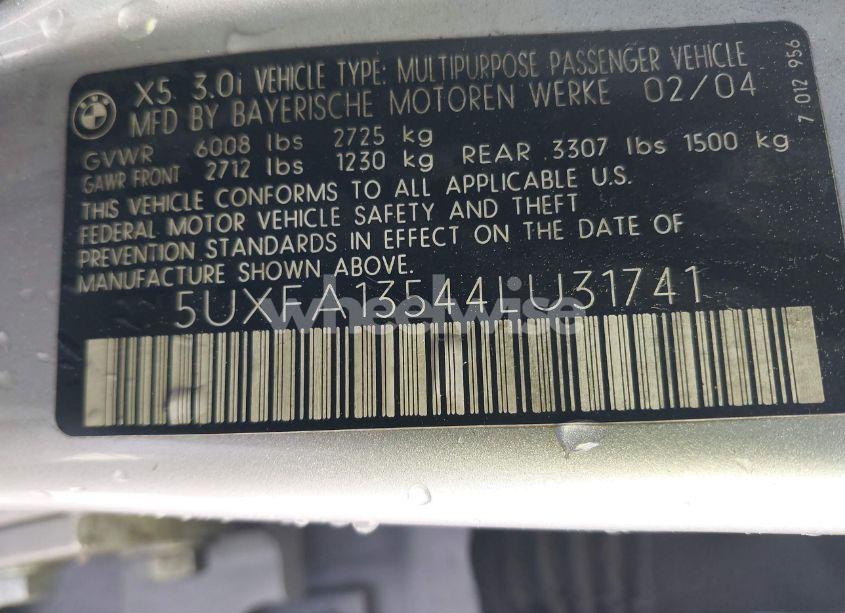 BMW
X5 3.0i VEHICLE TYPE: MULTIPURPOSE PASSENGER VEHICLE
MFD BY BAYERISCHE MOTOREN WERKE 02/04
GVWR 6008 lbs 2725 kg
GAWR FRONT 2712 lbs 1230 kg REAR 3307 lbs 1500 kg
THIS VEHICLE CONFORMS TO ALL APPLICABLE U.S.
FEDERAL MOTOR VEHICLE SAFETY AND THEFT
PREVENTION STANDARDS IN EFFECT ON THE DATE OF
MANUFACTURE SHOWN ABOVE.
5UXFA13544LU31741
7 012 956
wheelwise